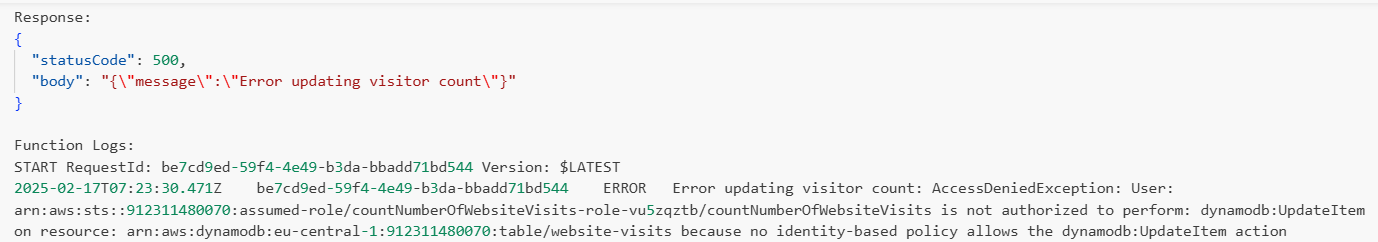 Response:
{
  "statusCode": 500,
  "body": "{\"message\":\"Error updating visitor count\"}"
}

Function Logs:
START RequestId: be7cd9ed-59f4-4e49-b3da-bbadd71bd544 Version: $LATEST
2025-02-17T07:23:30.471Z    be7cd9ed-59f4-4e49-b3da-bbadd71bd544    ERROR   Error updating visitor count: AccessDeniedException: User:
arn:aws:sts::912311480070:assumed-role/countNumberOfWebsiteVisits-role-vu5zqztb/countNumberOfWebsiteVisits is not authorized to perform: dynamodb:UpdateItem
on resource: arn:aws:dynamodb:eu-central-1:912311480070:table/website-visits because no identity-based policy allows the dynamodb:UpdateItem action